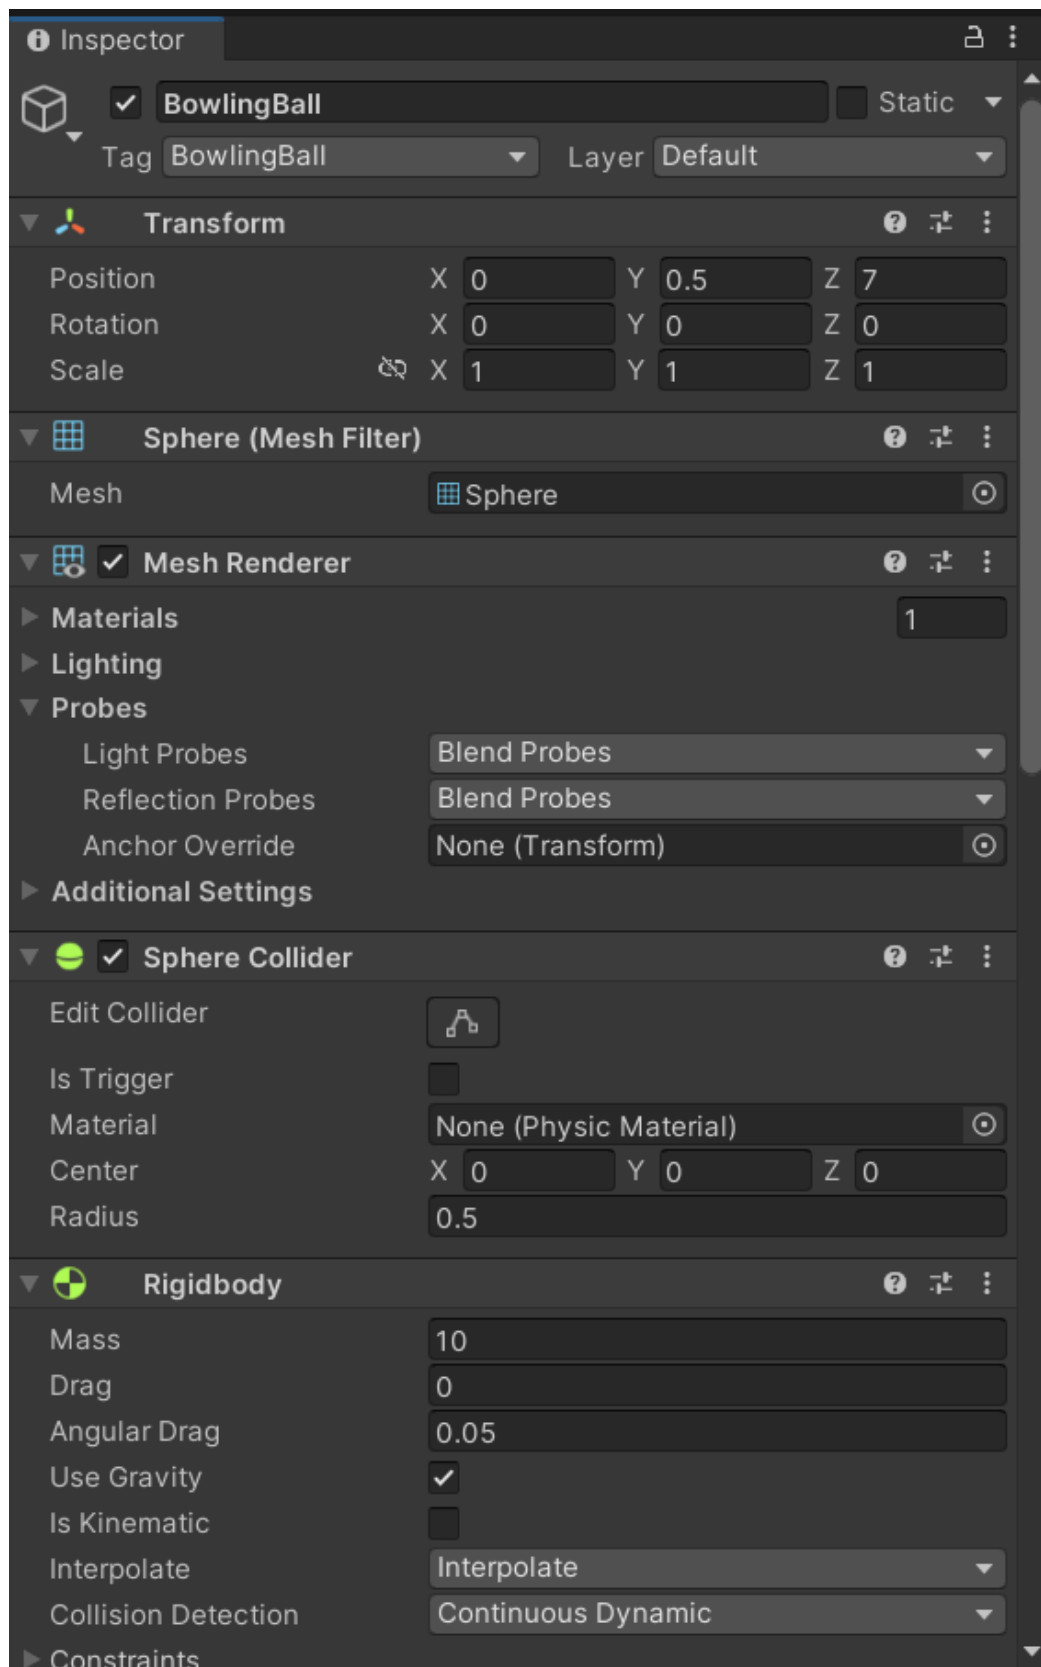 Inspector
BowlingBall Static
Tag BowlingBall Layer Default
Transform
Position X 0 Y 0.5 Z 7
Rotation X 0 Y 0 Z 0
Scale X 1 Y 1 Z 1
Sphere (Mesh Filter)
Mesh Sphere
Mesh Renderer
Materials 1
Lighting
Probes
Light Probes Blend Probes
Reflection Probes Blend Probes
Anchor Override None (Transform)
Additional Settings
Sphere Collider
Edit Collider
Is Trigger
Material None (Physic Material)
Center X 0 Y 0 Z 0
Radius 0.5
Rigidbody
Mass 10
Drag 0
Angular Drag 0.05
Use Gravity
Is Kinematic
Interpolate Interpolate
Collision Detection Continuous Dynamic
Constraints